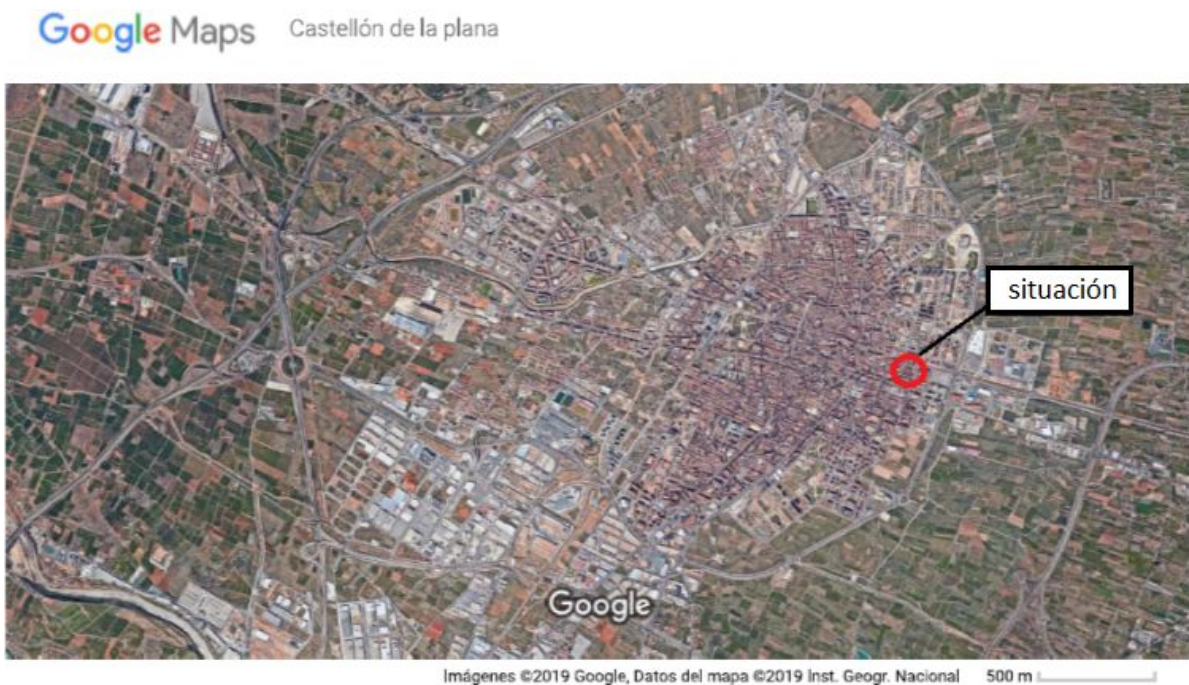 Google Maps Castellón de la plana
situación
Google
Imágenes ©2019 Google, Datos del mapa ©2019 Inst. Geogr. Nacional 500 m